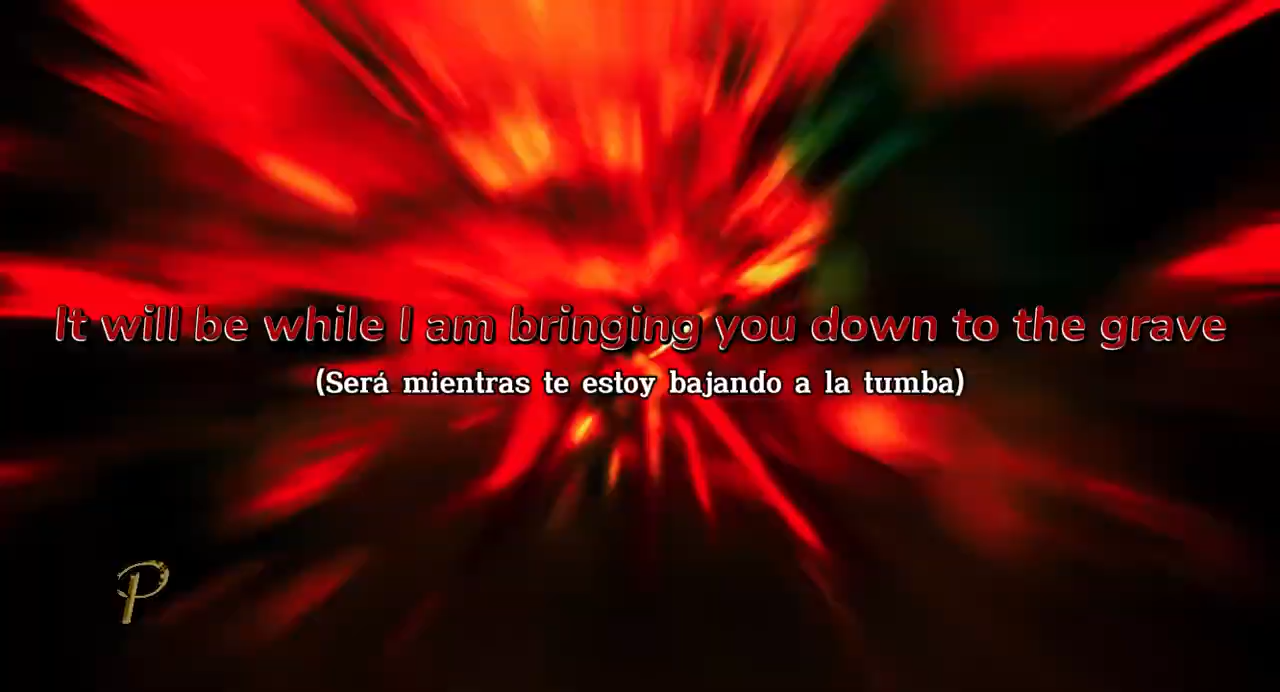 It will be while I am bringing you down to the grave
(Será mientras te estoy bajando a la tumba)
P